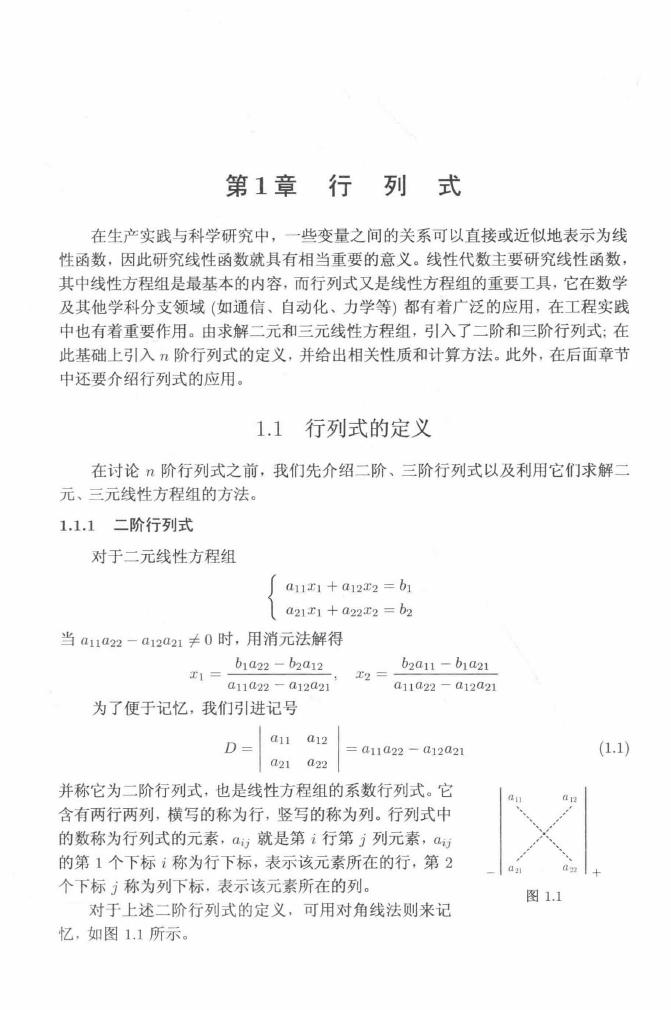 第1章 行 列 式
在生产实践与科学研究中, 一些变量之间的关系可以直接或近似地表示为线
性函数, 因此研究线性函数就具有相当重要的意义。线性代数主要研究线性函数,
其中线性方程组是最基本的内容, 而行列式又是线性方程组的重要工具, 它在数学
及其他学科分支领域 (如通信、自动化、力学等) 都有着广泛的应用, 在工程实践
中也有着重要作用。由求解二元和三元线性方程组, 引入了二阶和三阶行列式; 在
此基础上引入 n 阶行列式的定义, 并给出相关性质和计算方法。此外, 在后面章节
中还要介绍行列式的应用。
1.1 行列式的定义
在讨论 n 阶行列式之前, 我们先介绍二阶、三阶行列式以及利用它们求解二
元、三元线性方程组的方法。
1.1.1 二阶行列式
对于二元线性方程组
a11x1 + a12x2 = b1
a21x1 + a22x2 = b2
当 a11a22 − a12a21 ≠ 0 时, 用消元法解得
x1 = (b1a22 − b2a12)/(a11a22 − a12a21), x2 = (b2a11 − b1a21)/(a11a22 − a12a21)
为了便于记忆, 我们引进记号
D = | a11 a12 |
| a21 a22 | = a11a22 − a12a21 (1.1)
并称它为二阶行列式, 也是线性方程组的系数行列式。它
含有两行两列, 横写的称为行, 竖写的称为列。行列式中
的数称为行列式的元素, aij 就是第 i 行第 j 列元素, aij
的第 1 个下标 i 称为行下标, 表示该元素所在的行, 第 2
个下标 j 称为列下标, 表示该元素所在的列。
对于上述二阶行列式的定义, 可用对角线法则来记
忆, 如图 1.1 所示。
a11 a12
− a21 a22 +
图 1.1